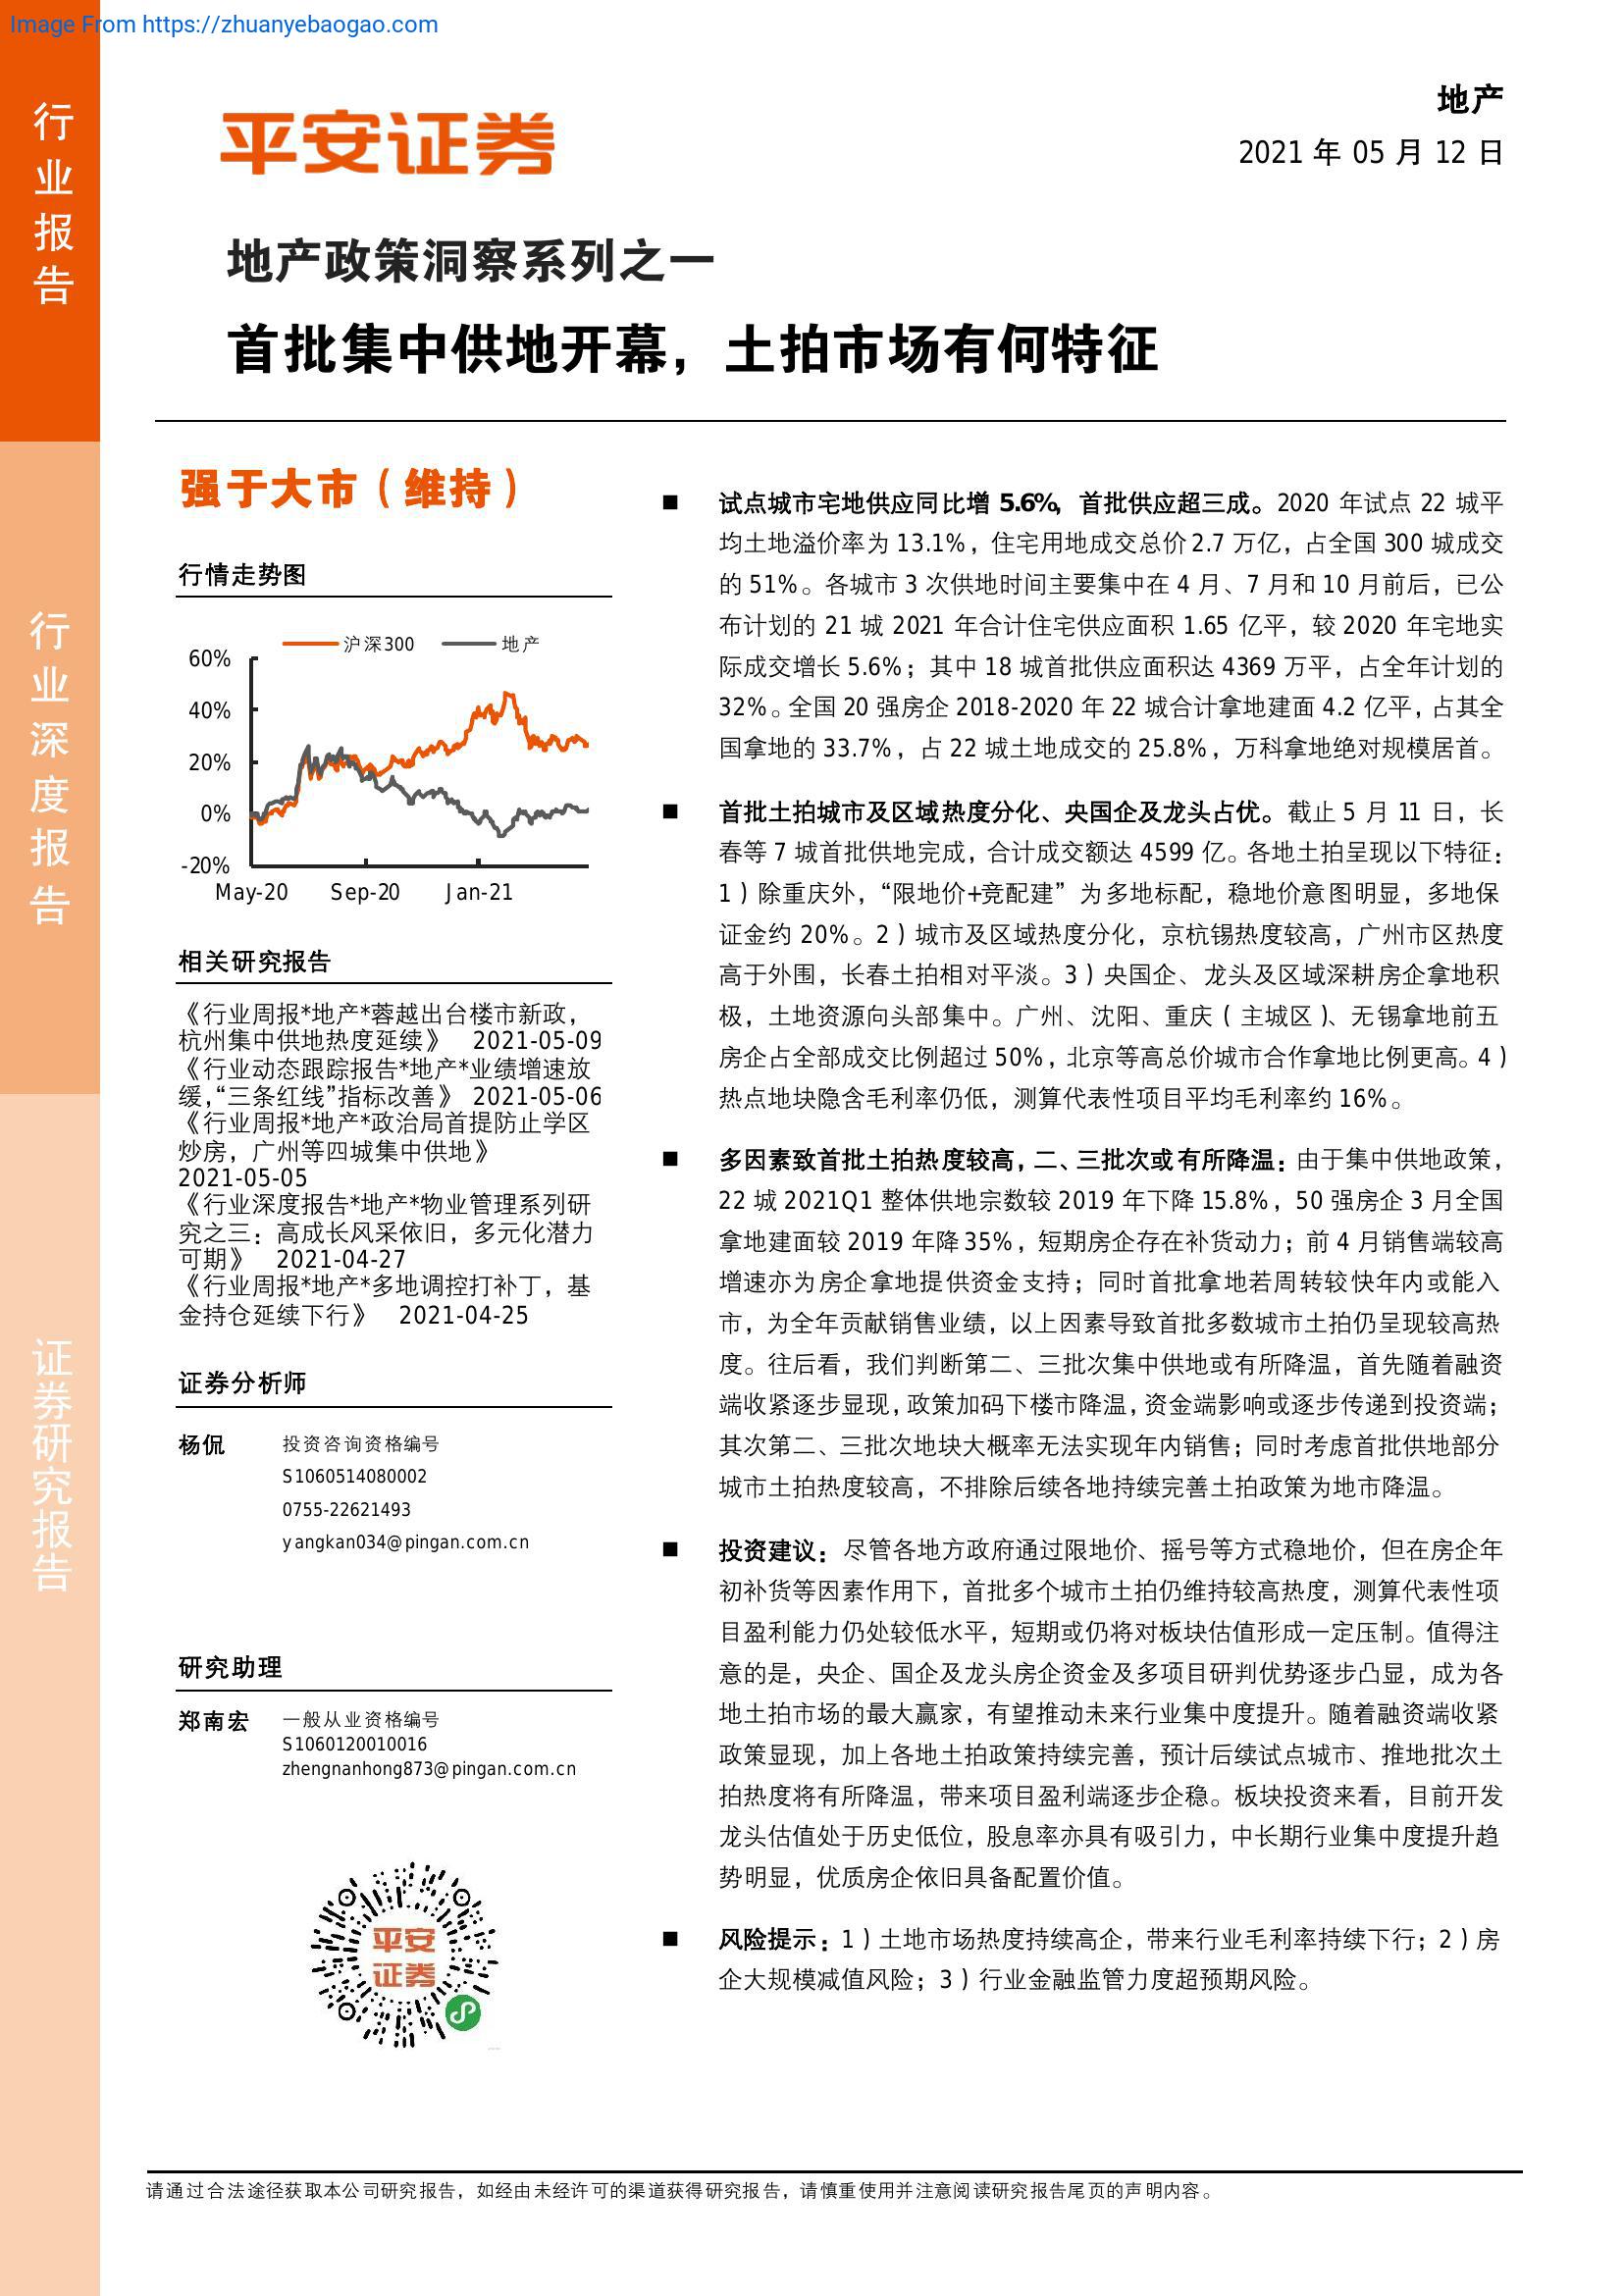 Image From https://zhuanyebaogao.com
行业报告
行业深度报告
证券研究报告
平安证券
地产
2021 年 05 月 12 日
地产政策洞察系列之一
首批集中供地开幕，土拍市场有何特征
强于大市（维持）
行情走势图
沪深300 地产
60%
40%
20%
0%
-20%
May-20 Sep-20 Jan-21
相关研究报告
《行业周报*地产*蓉越出台楼市新政，
杭州集中供地热度延续》 2021-05-09
《行业动态跟踪报告*地产*业绩增速放
缓,“三条红线”指标改善》 2021-05-06
《行业周报*地产*政治局首提防止学区
炒房，广州等四城集中供地》
2021-05-05
《行业深度报告*地产*物业管理系列研
究之三：高成长风采依旧，多元化潜力
可期》 2021-04-27
《行业周报*地产*多地调控打补丁，基
金持仓延续下行》 2021-04-25
证券分析师
杨侃 投资咨询资格编号
S1060514080002
0755-22621493
yangkan034@pingan.com.cn
研究助理
郑南宏 一般从业资格编号
S1060120010016
zhengnanhong873@pingan.com.cn
平安
证券
■ 试点城市宅地供应同比增 5.6%，首批供应超三成。2020 年试点 22 城平
均土地溢价率为 13.1%，住宅用地成交总价 2.7 万亿，占全国 300 城成交
的 51%。各城市 3 次供地时间主要集中在 4 月、7 月和 10 月前后，已公
布计划的 21 城 2021 年合计住宅供应面积 1.65 亿平，较 2020 年宅地实
际成交增长 5.6%；其中 18 城首批供应面积达 4369 万平，占全年计划的
32%。全国 20 强房企 2018-2020 年 22 城合计拿地建面 4.2 亿平，占其全
国拿地的 33.7%，占 22 城土地成交的 25.8%，万科拿地绝对规模居首。
■ 首批土拍城市及区域热度分化、央国企及龙头占优。截止 5 月 11 日，长
春等 7 城首批供地完成，合计成交额达 4599 亿。各地土拍呈现以下特征：
1）除重庆外，“限地价+竞配建”为多地标配，稳地价意图明显，多地保
证金约 20%。2）城市及区域热度分化，京杭锡热度较高，广州市区热度
高于外围，长春土拍相对平淡。3）央国企、龙头及区域深耕房企拿地积
极，土地资源向头部集中。广州、沈阳、重庆（主城区）、无锡拿地前五
房企占全部成交比例超过 50%，北京等高总价城市合作拿地比例更高。4）
热点地块隐含毛利率仍低，测算代表性项目平均毛利率约 16%。
■ 多因素致首批土拍热度较高，二、三批次或有所降温：由于集中供地政策，
22 城 2021Q1 整体供地宗数较 2019 年下降 15.8%，50 强房企 3 月全国
拿地建面较 2019 年降 35%，短期房企存在补货动力；前 4 月销售端较高
增速亦为房企拿地提供资金支持；同时首批拿地若周转较快年内或能入
市，为全年贡献销售业绩，以上因素导致首批多数城市土拍仍呈现较高热
度。往后看，我们判断第二、三批次集中供地或有所降温，首先随着融资
端收紧逐步显现，政策加码下楼市降温，资金端影响或逐步传递到投资端；
其次第二、三批次地块大概率无法实现年内销售；同时考虑首批供地部分
城市土拍热度较高，不排除后续各地持续完善土拍政策为地市降温。
■ 投资建议：尽管各地方政府通过限地价、摇号等方式稳地价，但在房企年
初补货等因素作用下，首批多个城市土拍仍维持较高热度，测算代表性项
目盈利能力仍处较低水平，短期或仍将对板块估值形成一定压制。值得注
意的是，央企、国企及龙头房企资金及多项目研判优势逐步凸显，成为各
地土拍市场的最大赢家，有望推动未来行业集中度提升。随着融资端收紧
政策显现，加上各地土拍政策持续完善，预计后续试点城市、推地批次土
拍热度将有所降温，带来项目盈利端逐步企稳。板块投资来看，目前开发
龙头估值处于历史低位，股息率亦具有吸引力，中长期行业集中度提升趋
势明显，优质房企依旧具备配置价值。
■ 风险提示：1）土地市场热度持续高企，带来行业毛利率持续下行；2）房
企大规模减值风险；3）行业金融监管力度超预期风险。
请通过合法途径获取本公司研究报告，如经由未经许可的渠道获得研究报告，请慎重使用并注意阅读研究报告尾页的声明内容。